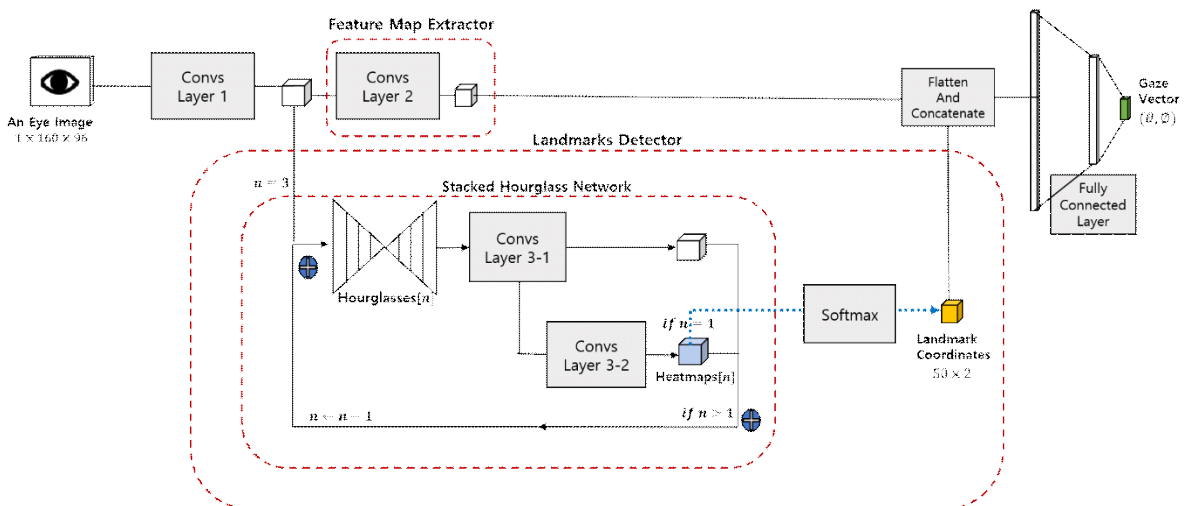 Feature Map Extractor
Convs
Layer 1
Convs
Layer 2
Flatten
And
Concatenate
Gaze
Vector
(θ, ∅)
An Eye Image
1 × 160 × 96
Landmarks Detector
n = 3
Stacked Hourglass Network
Fully
Connected
Layer
Convs
Layer 3-1
Hourglasses[n]
Softmax
if n = 1
Convs
Layer 3-2
Heatmaps[n]
Landmark
Coordinates
50 × 2
n ← n − 1
if n > 1